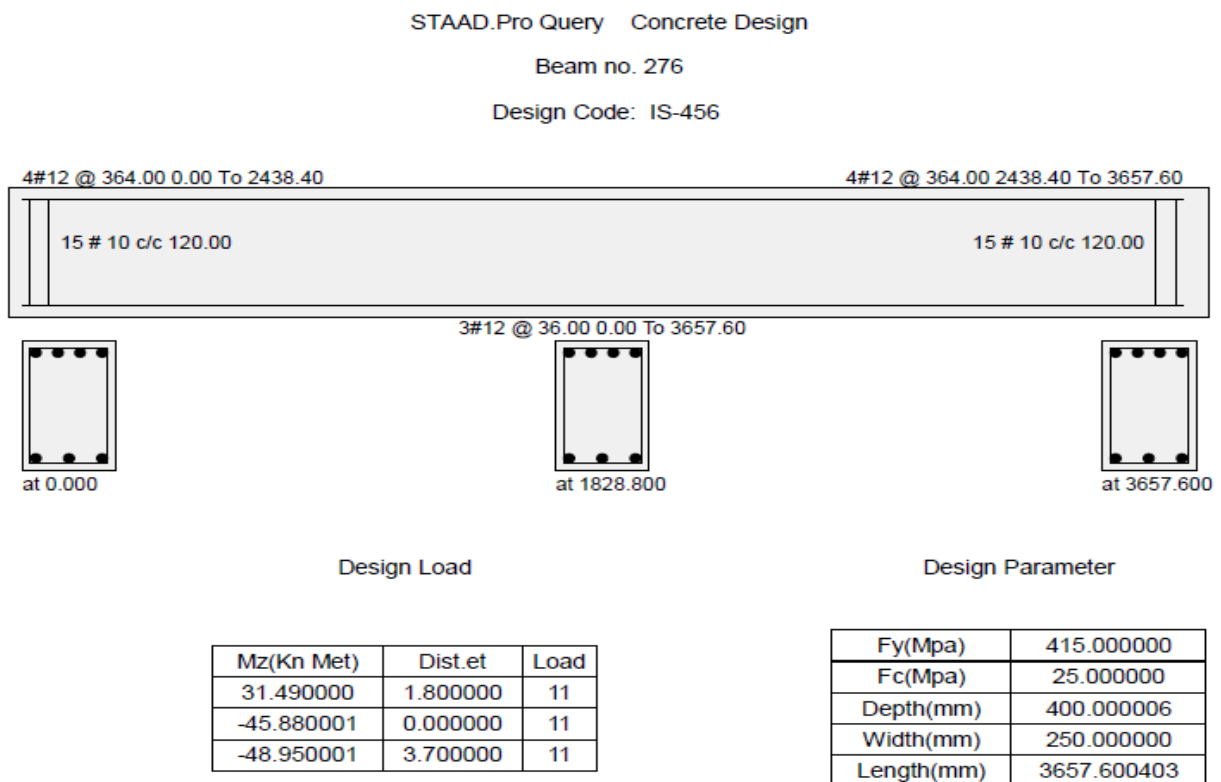 STAAD.Pro Query Concrete Design
Beam no. 276
Design Code: IS-456
4#12 @ 364.00 0.00 To 2438.40 4#12 @ 364.00 2438.40 To 3657.60
15 # 10 c/c 120.00 15 # 10 c/c 120.00
3#12 @ 36.00 0.00 To 3657.60
at 0.000 at 1828.800 at 3657.600
Design Load
Mz(Kn Met) Dist.et Load
31.490000 1.800000 11
-45.880001 0.000000 11
-48.950001 3.700000 11
Design Parameter
Fy(Mpa) 415.000000
Fc(Mpa) 25.000000
Depth(mm) 400.000006
Width(mm) 250.000000
Length(mm) 3657.600403